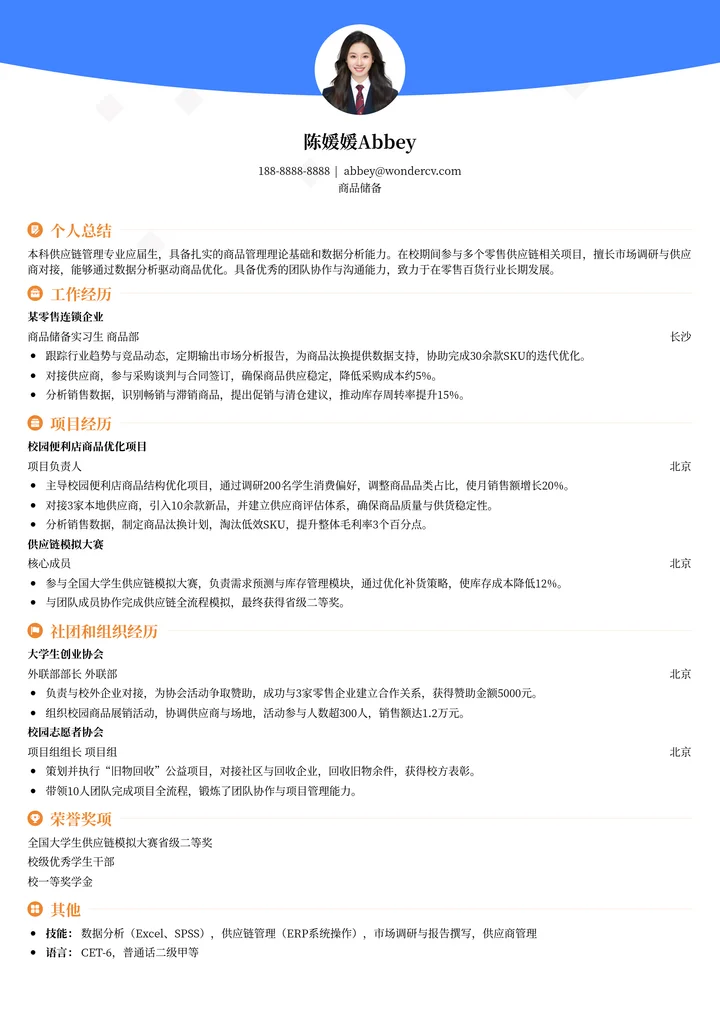 陈媛媛Abbey
188-8888-8888 | abbey@wondercv.com
商品储备
个人总结
本科供应链管理专业应届生，具备扎实的商品管理理论基础和数据分析能力。在校期间参与多个零售供应链相关项目，擅长市场调研与供应
商对接，能够通过数据分析驱动商品优化。具备优秀的团队协作与沟通能力，致力于在零售百货行业长期发展。
工作经历
某零售连锁企业
商品储备实习生 商品部 长沙
• 跟踪行业趋势与竞品动态，定期输出市场分析报告，为商品汰换提供数据支持，协助完成30余款SKU的迭代优化。
• 对接供应商，参与采购谈判与合同签订，确保商品供应稳定，降低采购成本约5%。
• 分析销售数据，识别畅销与滞销商品，提出促销与清仓建议，推动库存周转率提升15%。
项目经历
校园便利店商品优化项目
项目负责人 北京
• 主导校园便利店商品结构优化项目，通过调研200名学生消费偏好，调整商品品类占比，使月销售额增长20%。
• 对接3家本地供应商，引入10余款新品，并建立供应商评估体系，确保商品质量与供货稳定性。
• 分析销售数据，制定商品汰换计划，淘汰低效SKU，提升整体毛利率3个百分点。
供应链模拟大赛
核心成员 北京
• 参与全国大学生供应链模拟大赛，负责需求预测与库存管理模块，通过优化补货策略，使库存成本降低12%。
• 与团队成员协作完成供应链全流程模拟，最终获得省级二等奖。
社团和组织经历
大学生创业协会
外联部部长 外联部 北京
• 负责与校外企业对接，为协会活动争取赞助，成功与3家零售企业建立合作关系，获得赞助金额5000元。
• 组织校园商品展销活动，协调供应商与场地，活动参与人数超300人，销售额达1.2万元。
校园志愿者协会
项目组组长 项目组 北京
• 策划并执行“旧物回收”公益项目，对接社区与回收企业，回收旧物余件，获得校方表彰。
• 带领10人团队完成项目全流程，锻炼了团队协作与项目管理能力。
荣誉奖项
全国大学生供应链模拟大赛省级二等奖
校级优秀学生干部
校一等奖学金
其他
• 技能： 数据分析（Excel、SPSS），供应链管理（ERP系统操作），市场调研与报告撰写，供应商管理
• 语言： CET-6，普通话二级甲等